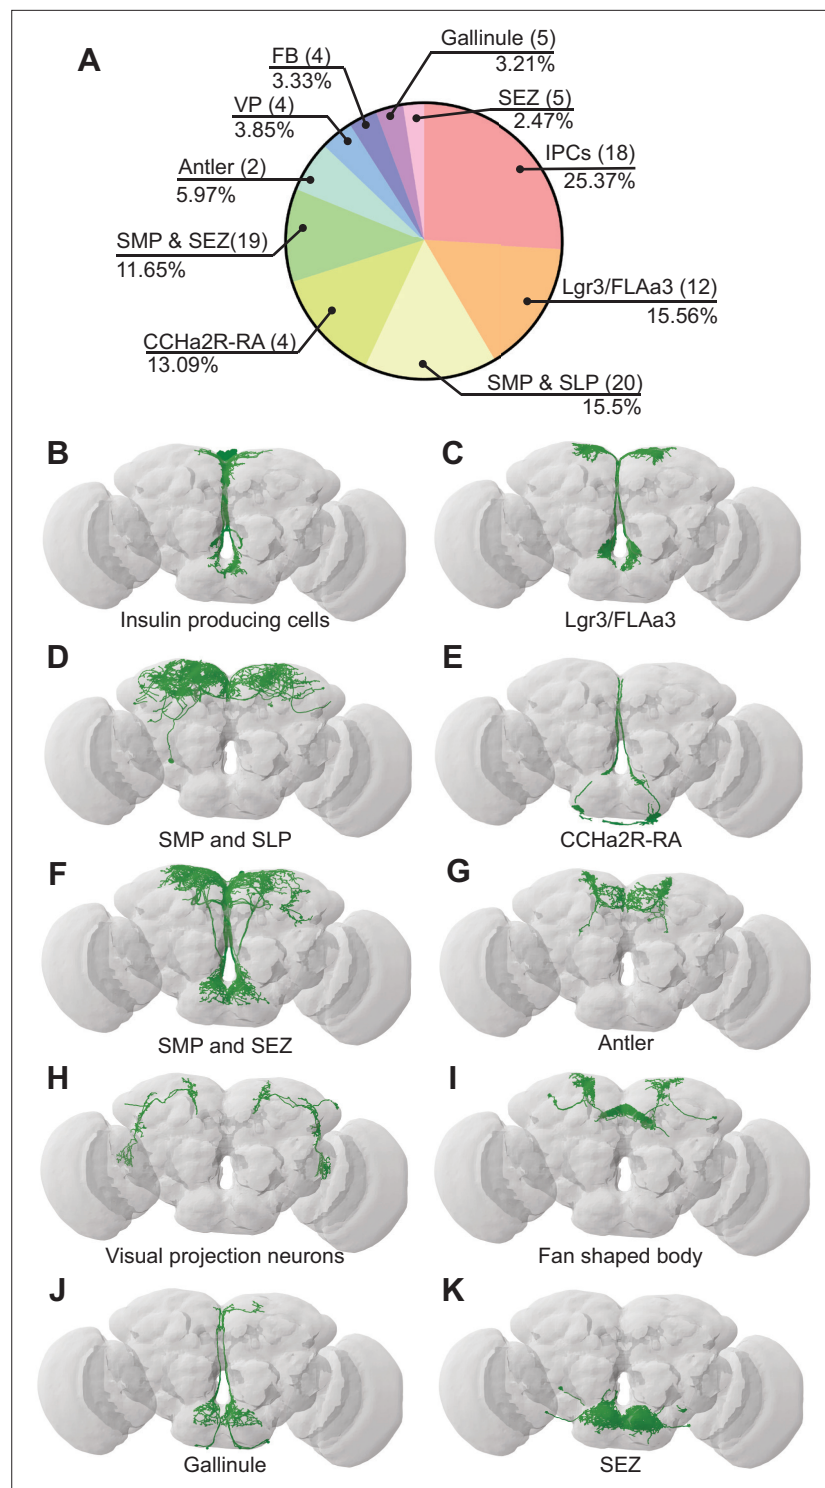 A
Gallinule (5)
3.21%
FB (4)
3.33%
SEZ (5)
2.47%
VP (4)
3.85%
IPCs (18)
25.37%
Antler (2)
5.97%
SMP & SEZ(19)
11.65%
Lgr3/FLAa3 (12)
15.56%
CCHa2R-RA (4)
13.09%
SMP & SLP (20)
15.5%
B
Insulin producing cells
C
Lgr3/FLAa3
D
SMP and SLP
E
CCHa2R-RA
F
SMP and SEZ
G
Antler
H
Visual projection neurons
I
Fan shaped body
J
Gallinule
K
SEZ